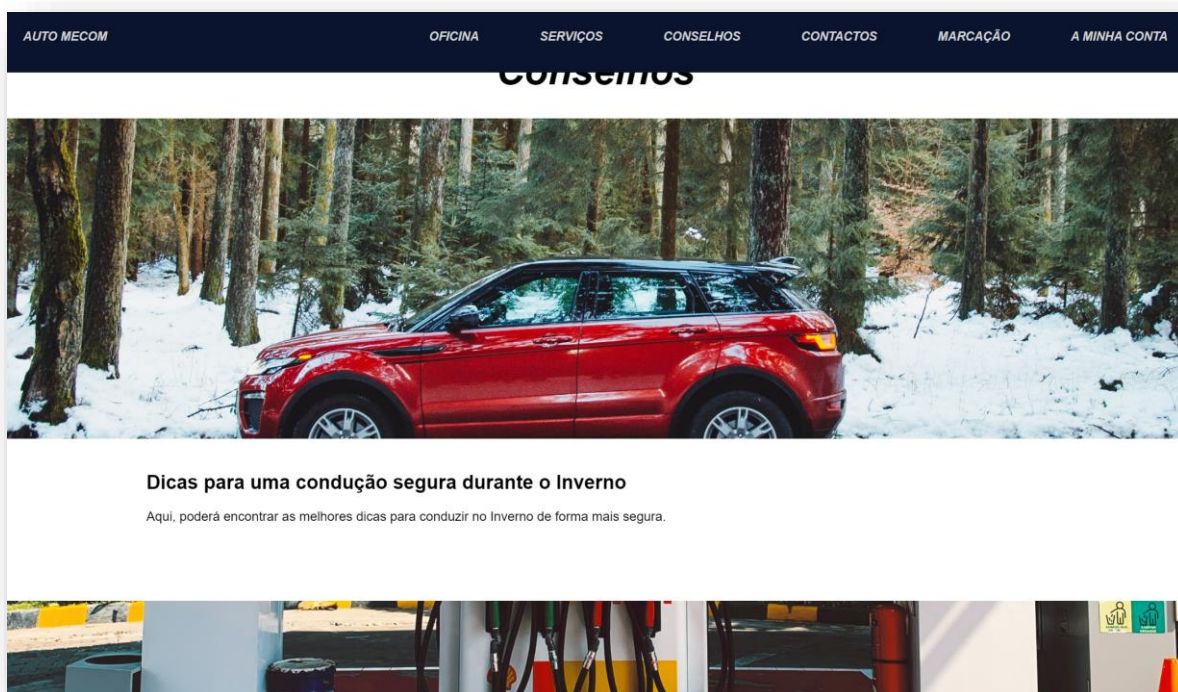 AUTO MECOM OFICINA SERVIÇOS CONSELHOS CONTACTOS MARCAÇÃO A MINHA CONTA
Conselhos
Dicas para uma condução segura durante o Inverno
Aqui, poderá encontrar as melhores dicas para conduzir no Inverno de forma mais segura.